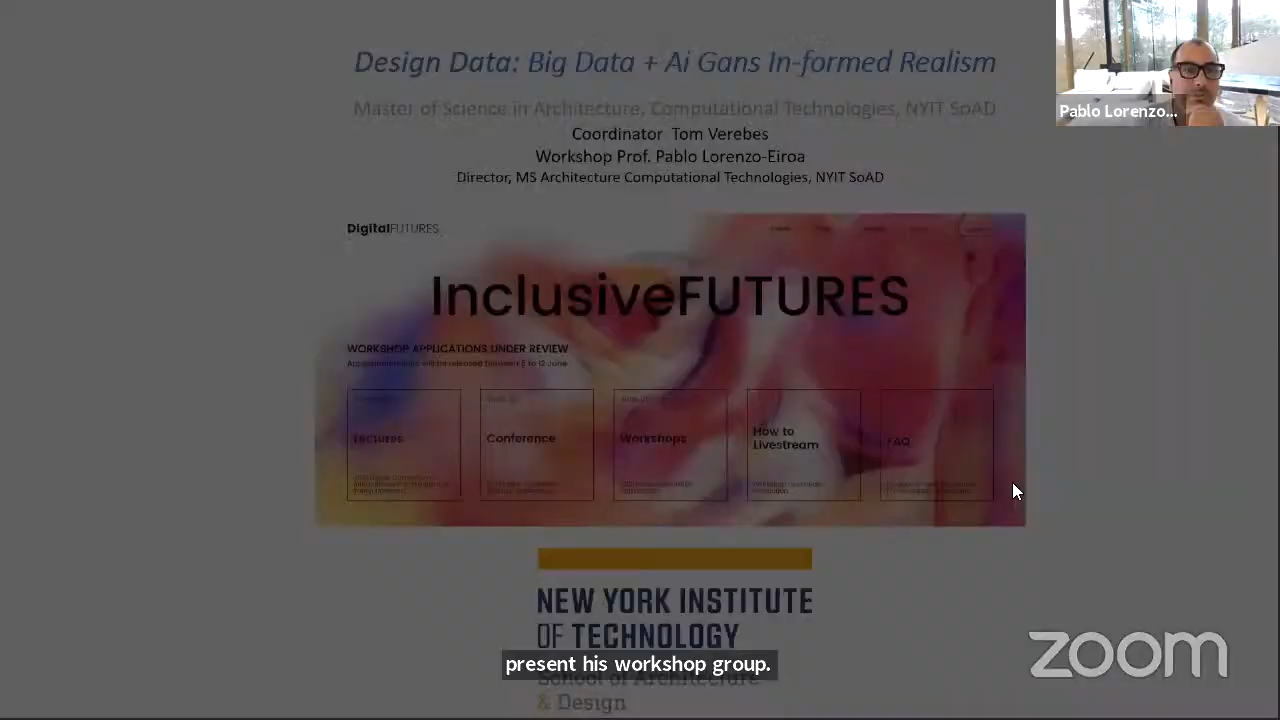 Design Data: Big Data + Ai Gans In-formed Realism
Master of Science in Architecture, Computational Technologies, NYIT SoAD
Coordinator Tom Verebes
Workshop Prof. Pablo Lorenzo-Eiroa
Director, MS Architecture Computational Technologies, NYIT SoAD
Pablo Lorenzo...
DigitalFUTURES
InclusiveFUTURES
WORKSHOP APPLICATIONS UNDER REVIEW
Lectures
Conference
Workshops
How to
Livestream
FAQ
NEW YORK INSTITUTE
OF TECHNOLOGY
School of Architecture
& Design
present his workshop group.
zoom